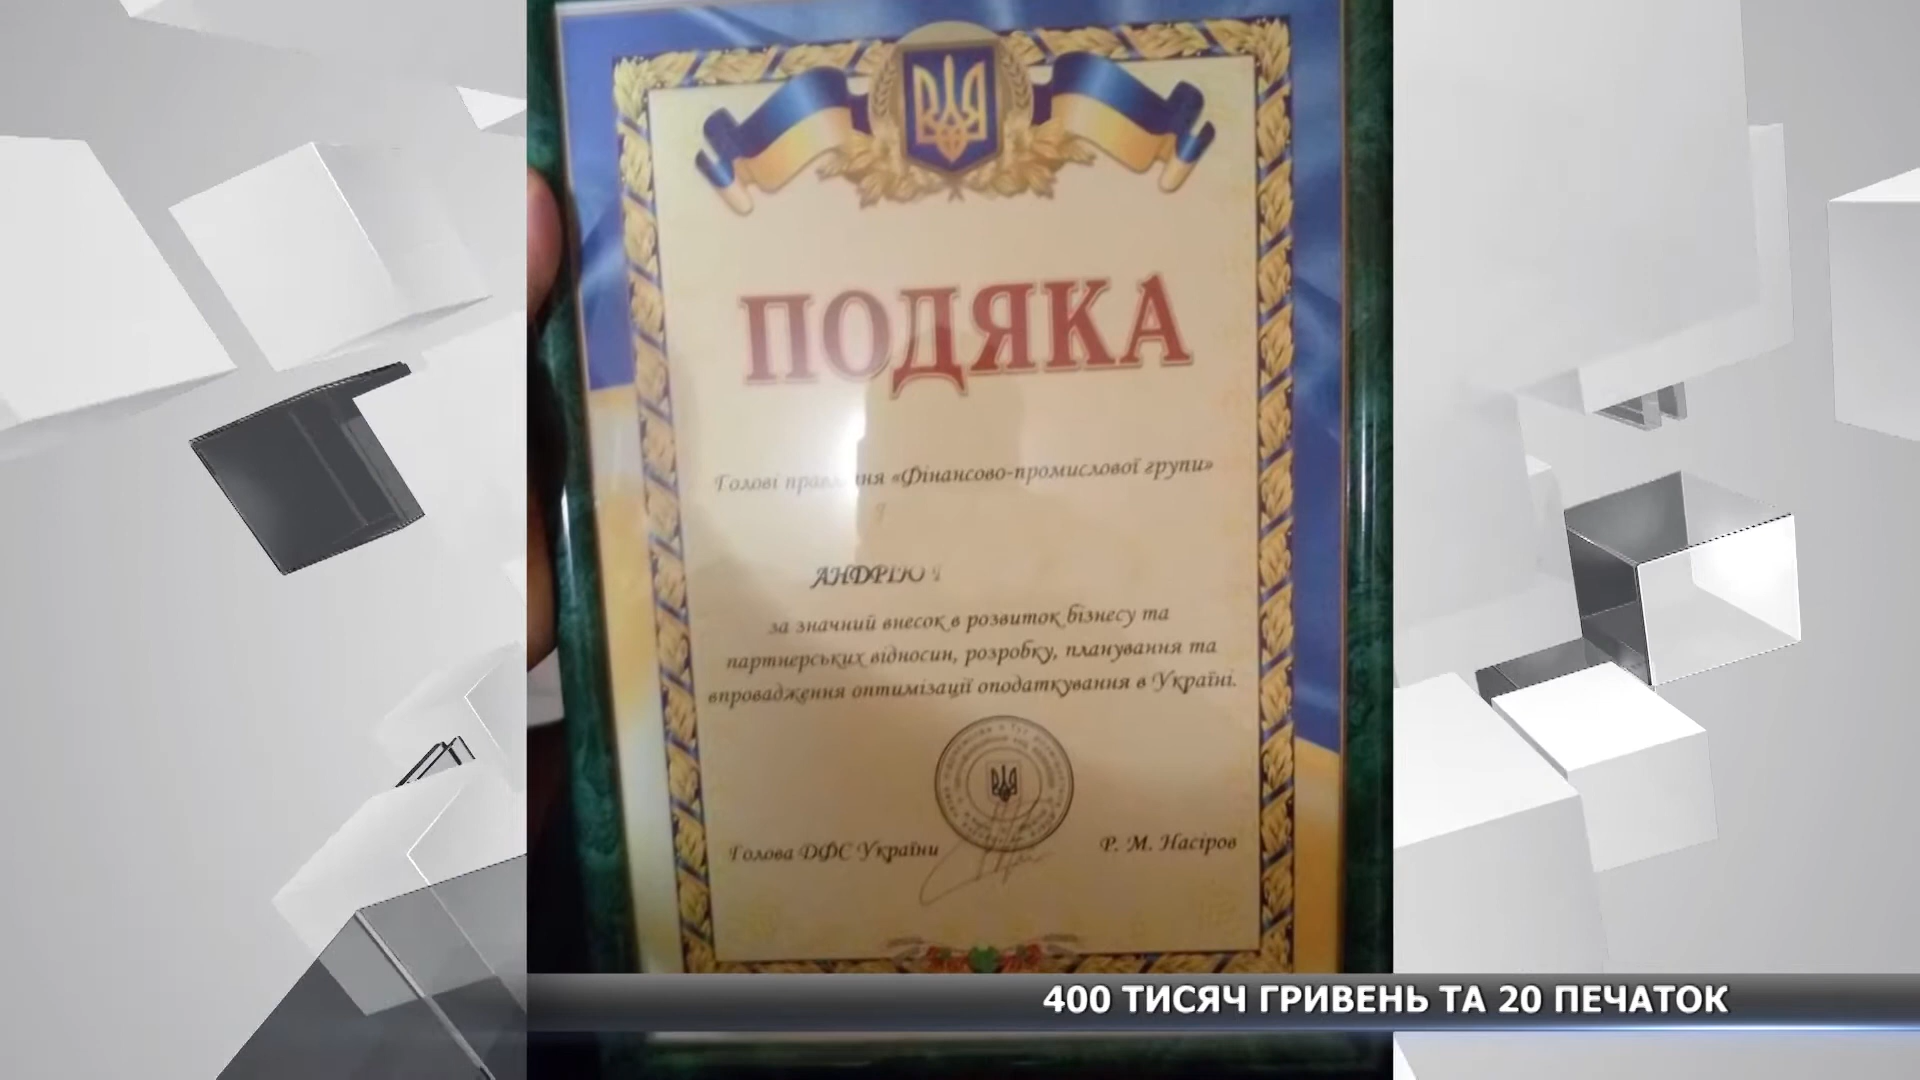 ПОДЯКА
Голові правління «Фінансово-промислової групи»
АНДРІЮ
за значний внесок в розвиток бізнесу та
партнерських відносин, розробку, планування та
впровадження оптимізації оподаткування в Україні.
Голова ДФС України
Р. М. Насіров
400 ТИСЯЧ ГРИВЕНЬ ТА 20 ПЕЧАТОК